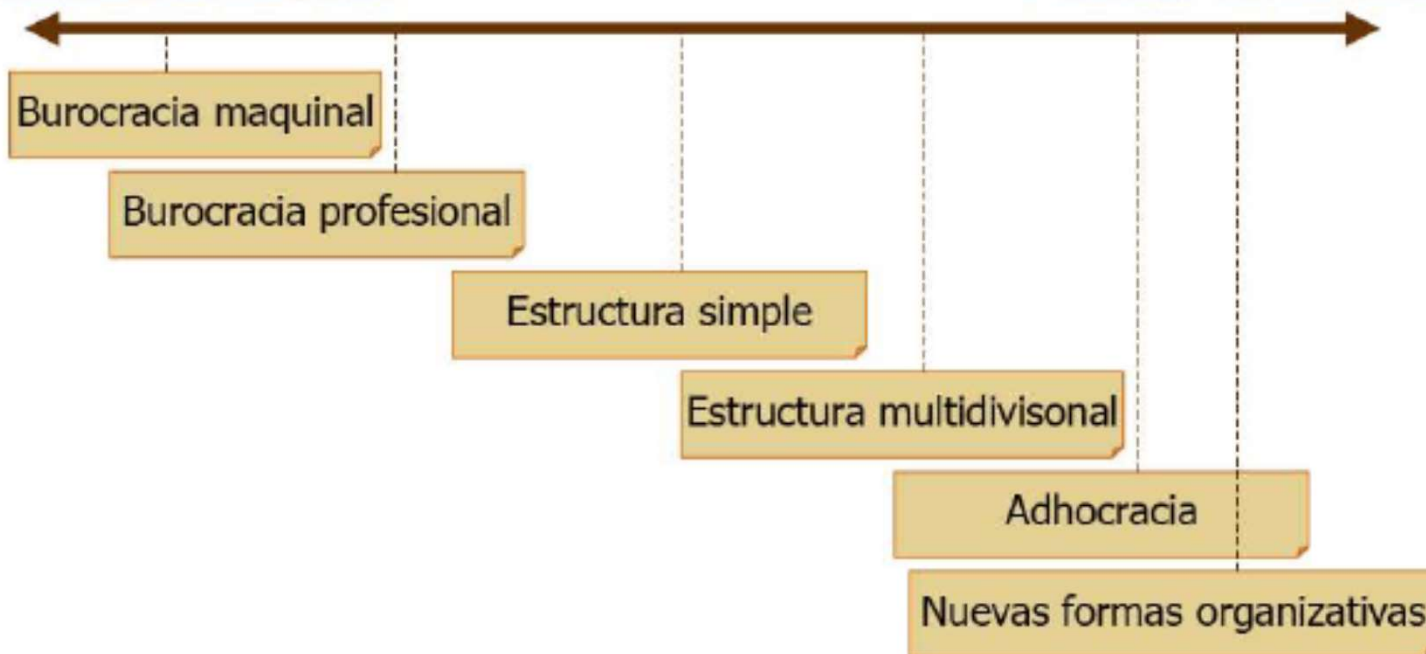 Burocracia maquinal
Burocracia profesional
Estructura simple
Estructura multidivisonal
Adhocracia
Nuevas formas organizativas